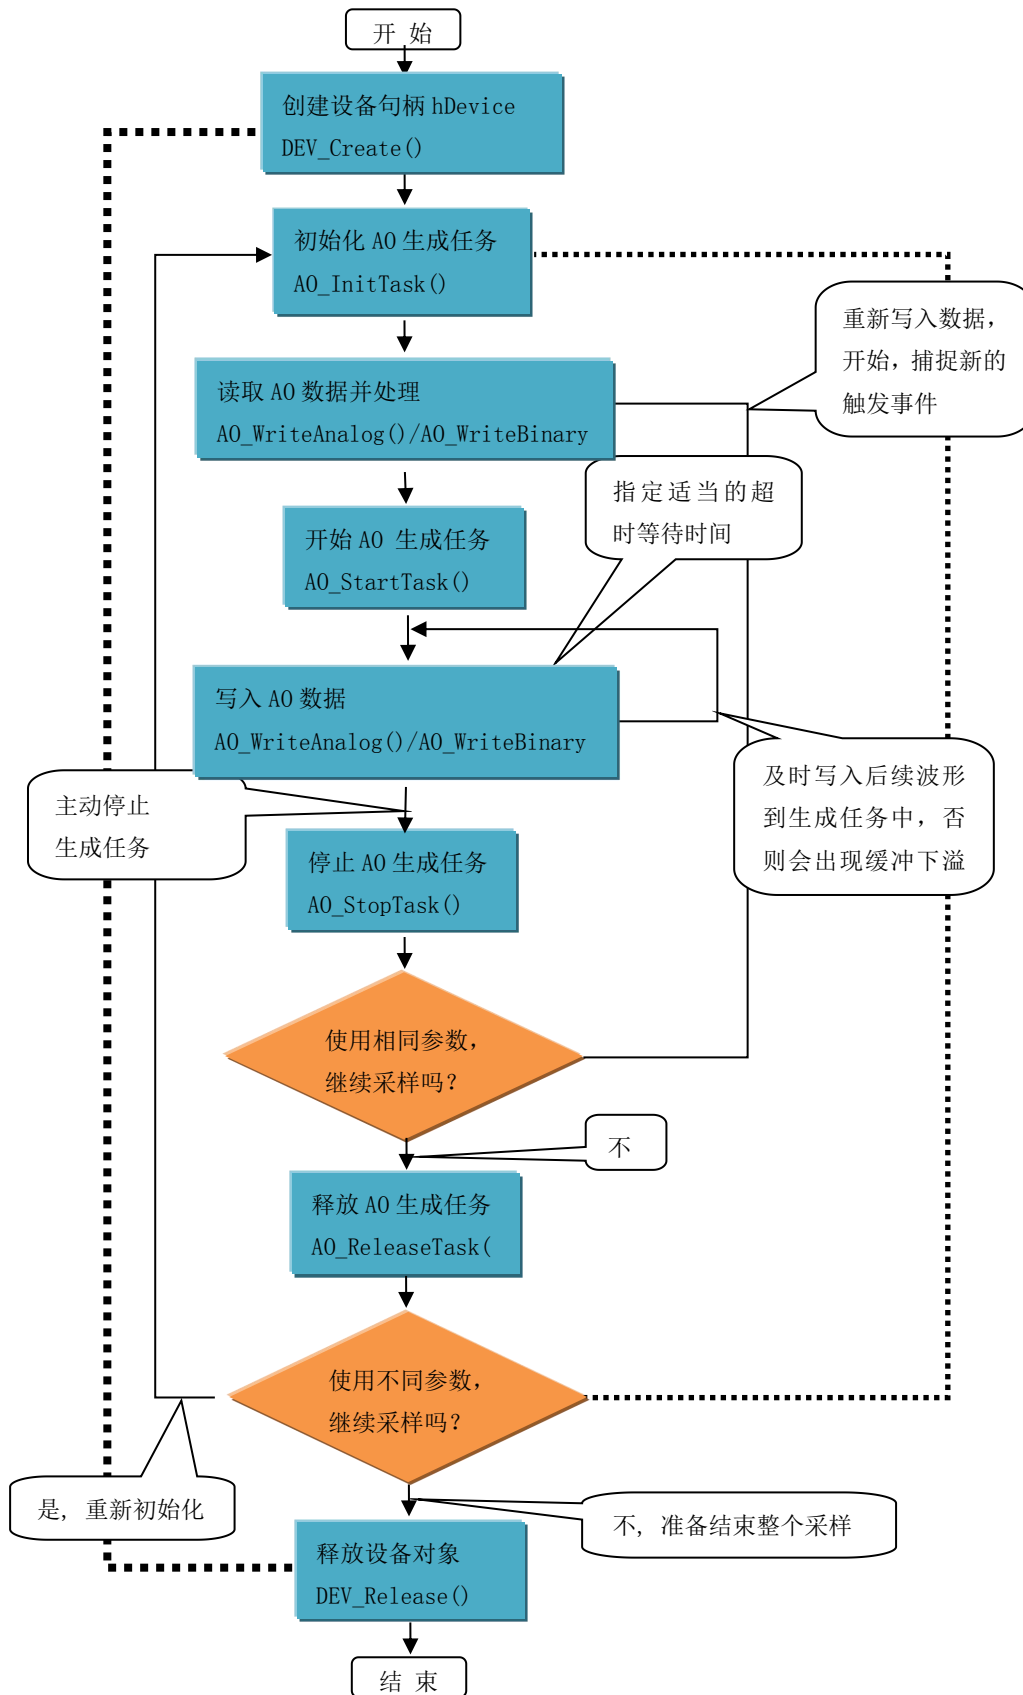 开 始
创建设备句柄 hDevice
DEV_Create()
初始化 AO 生成任务
AO_InitTask()
重新写入数据，
开始，捕捉新的
触发事件
读取 AO 数据并处理
AO_WriteAnalog()/AO_WriteBinary
指定适当的超
时等待时间
开始 AO 生成任务
AO_StartTask()
写入 AO 数据
AO_WriteAnalog()/AO_WriteBinary
及时写入后续波形
到生成任务中，否
则会出现缓冲下溢
主动停止
生成任务
停止 AO 生成任务
AO_StopTask()
使用相同参数，
继续采样吗？
不
释放 AO 生成任务
AO_ReleaseTask(
使用不同参数，
继续采样吗？
是，重新初始化
不，准备结束整个采样
释放设备对象
DEV_Release()
结 束